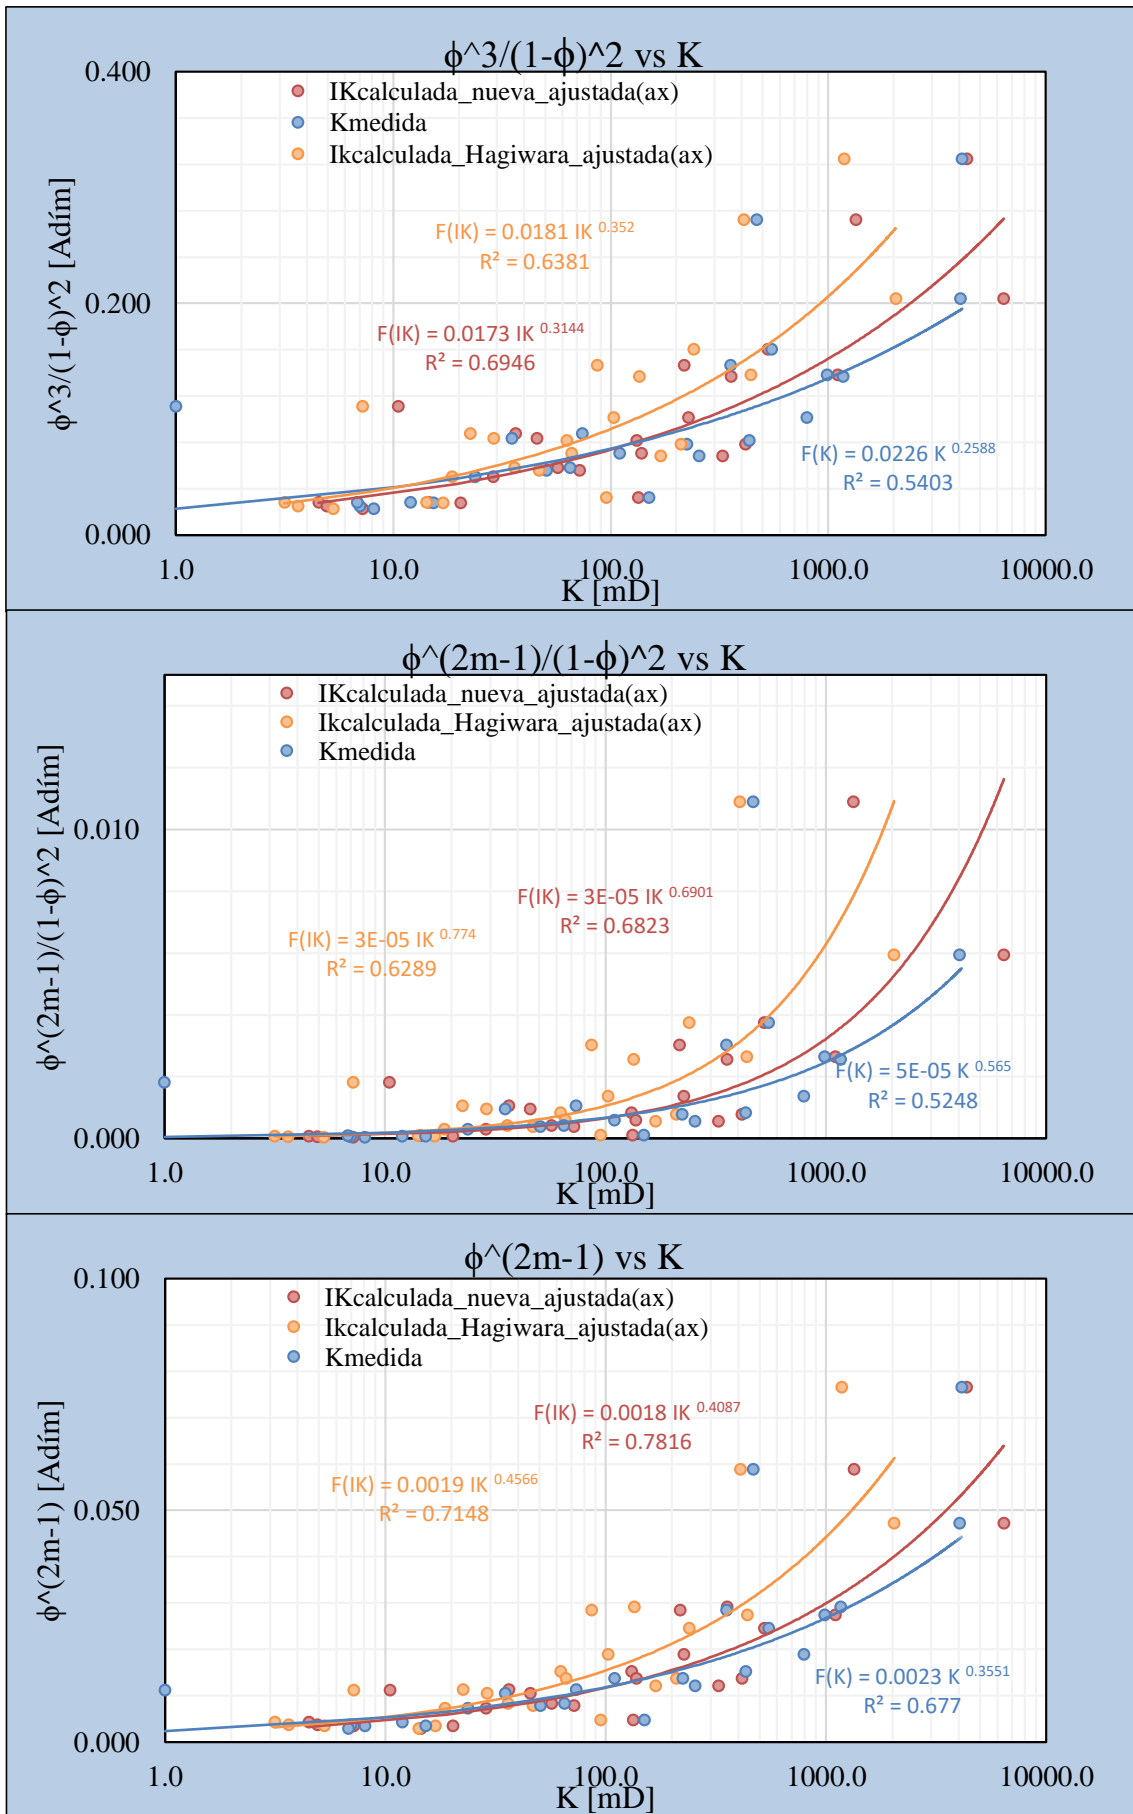 ϕ^3/(1-ϕ)^2 vs K
0.400
IKcalculada_nueva_ajustada(ax)
Kmedida
Ikcalculada_Hagiwara_ajustada(ax)
ϕ^3/(1-ϕ)^2 [Adím]
F(IK) = 0.0181 IK^0.352
R² = 0.6381
0.200
F(IK) = 0.0173 IK^0.3144
R² = 0.6946
F(K) = 0.0226 K^0.2588
R² = 0.5403
0.000
1.0 10.0 100.0 1000.0 10000.0
K [mD]
ϕ^(2m-1)/(1-ϕ)^2 vs K
IKcalculada_nueva_ajustada(ax)
Ikcalculada_Hagiwara_ajustada(ax)
Kmedida
ϕ^(2m-1)/(1-ϕ)^2 [Adím]
0.010
F(IK) = 3E-05 IK^0.6901
R² = 0.6823
F(IK) = 3E-05 IK^0.774
R² = 0.6289
F(K) = 5E-05 K^0.565
R² = 0.5248
0.000
1.0 10.0 100.0 1000.0 10000.0
K [mD]
ϕ^(2m-1) vs K
0.100
IKcalculada_nueva_ajustada(ax)
Ikcalculada_Hagiwara_ajustada(ax)
Kmedida
ϕ^(2m-1) [Adím]
F(IK) = 0.0018 IK^0.4087
R² = 0.7816
F(IK) = 0.0019 IK^0.4566
R² = 0.7148
0.050
F(K) = 0.0023 K^0.3551
R² = 0.677
0.000
1.0 10.0 100.0 1000.0 10000.0
K [mD]